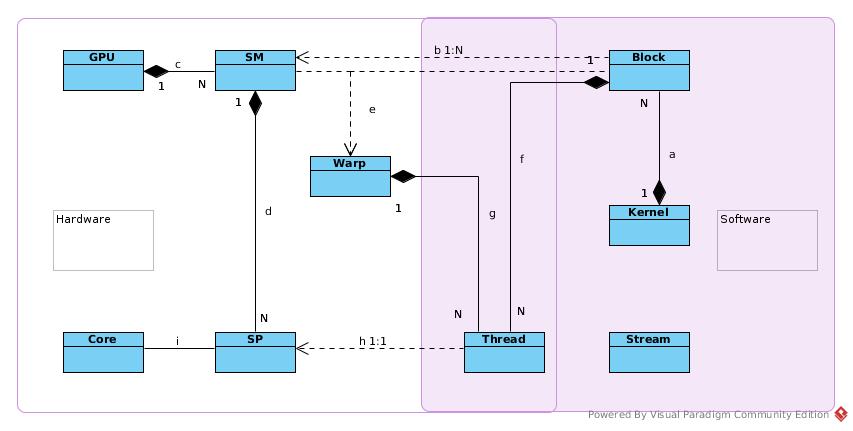 b 1:N
GPU
SM
Block
c
1
1
N
1
N
e
Warp
f
a
1
Kernel
1
d
g
Hardware
Software
N
N
N
Core
i
SP
h 1:1
Thread
Stream
Powered By Visual Paradigm Community Edition